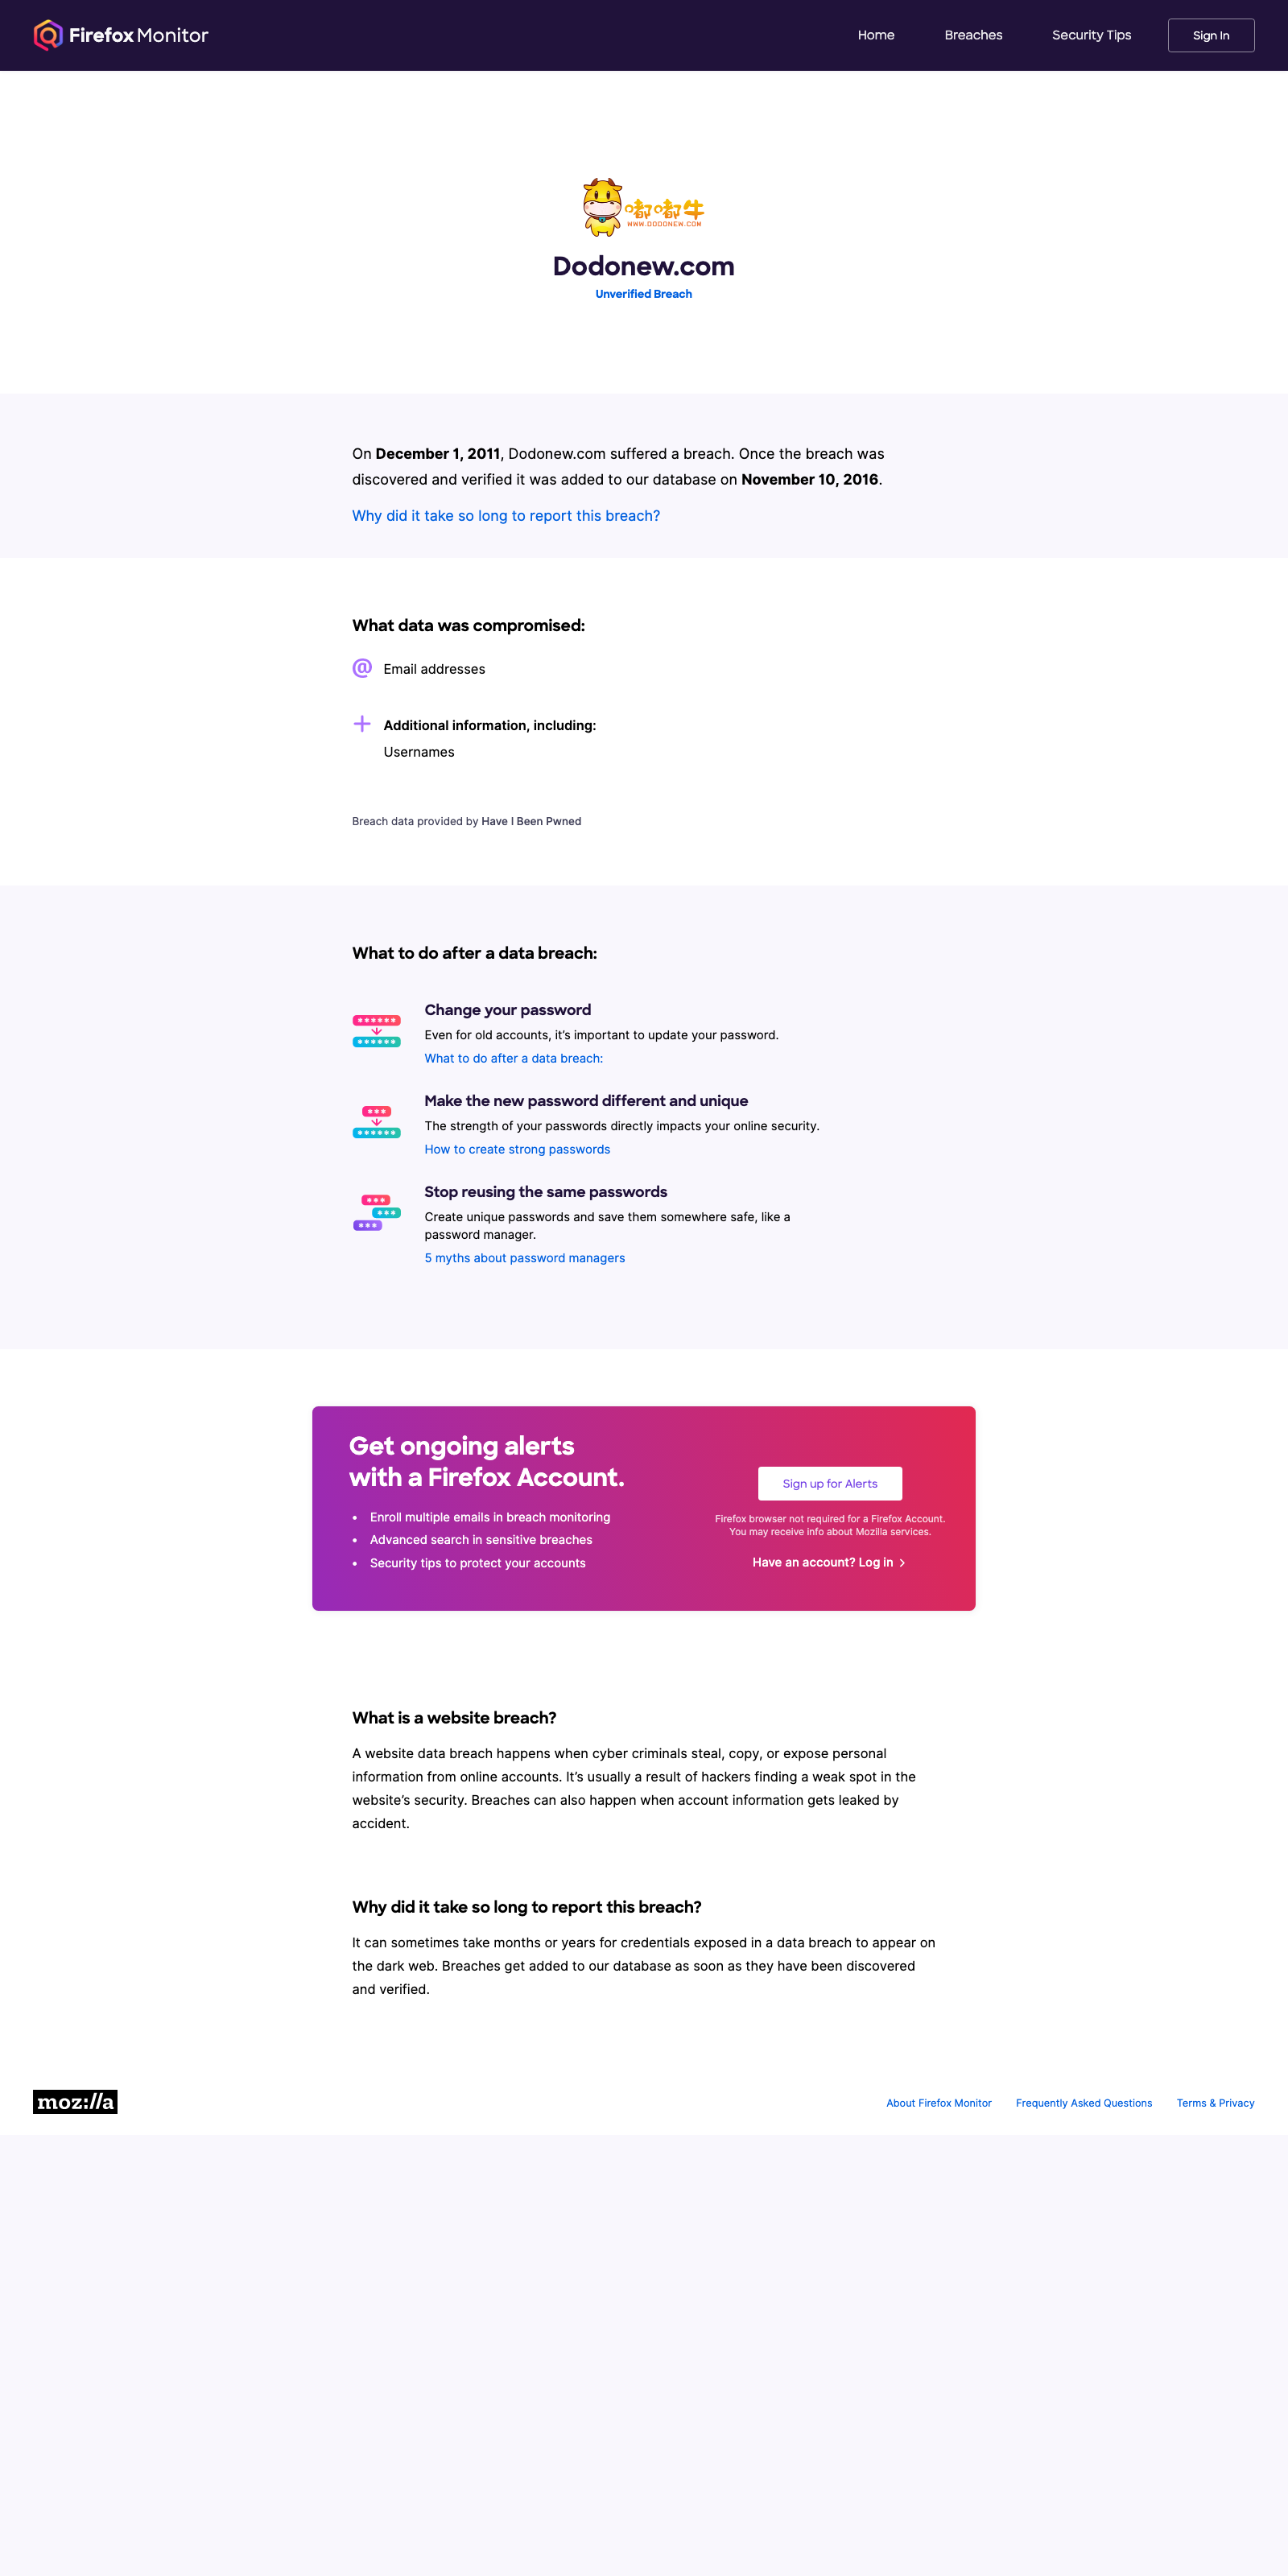 Firefox Monitor
Home
Breaches
Security Tips
Sign In
嘟嘟牛
WWW.DODONEW.COM
Dodonew.com
Unverified Breach
On December 1, 2011, Dodonew.com suffered a breach. Once the breach was
discovered and verified it was added to our database on November 10, 2016.
Why did it take so long to report this breach?
What data was compromised:
@ Email addresses
Additional information, including:
Usernames
Breach data provided by Have I Been Pwned
What to do after a data breach:
Change your password
Even for old accounts, it’s important to update your password.
What to do after a data breach:
Make the new password different and unique
The strength of your passwords directly impacts your online security.
How to create strong passwords
Stop reusing the same passwords
Create unique passwords and save them somewhere safe, like a
password manager.
5 myths about password managers
Get ongoing alerts
with a Firefox Account.
• Enroll multiple emails in breach monitoring
• Advanced search in sensitive breaches
• Security tips to protect your accounts
Sign up for Alerts
Firefox browser not required for a Firefox Account.
You may receive info about Mozilla services.
Have an account? Log in
What is a website breach?
A website data breach happens when cyber criminals steal, copy, or expose personal
information from online accounts. It’s usually a result of hackers finding a weak spot in the
website’s security. Breaches can also happen when account information gets leaked by
accident.
Why did it take so long to report this breach?
It can sometimes take months or years for credentials exposed in a data breach to appear on
the dark web. Breaches get added to our database as soon as they have been discovered
and verified.
moz://a
About Firefox Monitor
Frequently Asked Questions
Terms & Privacy